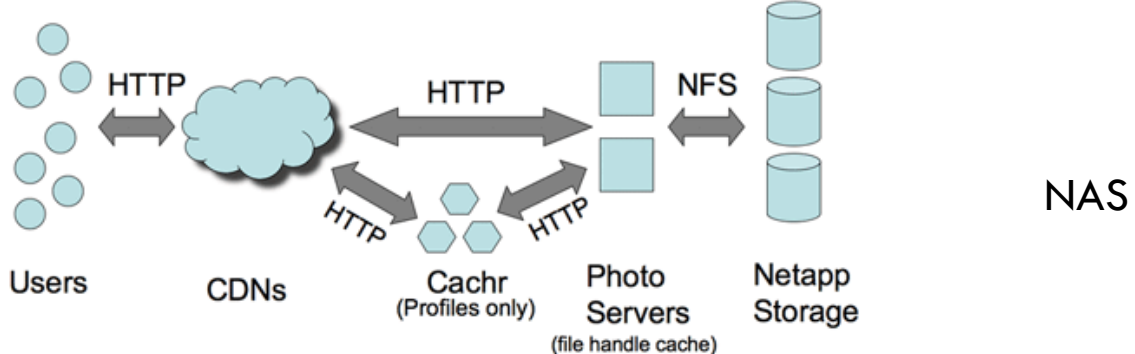 HTTP
HTTP
NFS
NAS
HTTP
HTTP
Users
CDNs
Cachr
(Profiles only)
Photo
Servers
(file handle cache)
Netapp
Storage